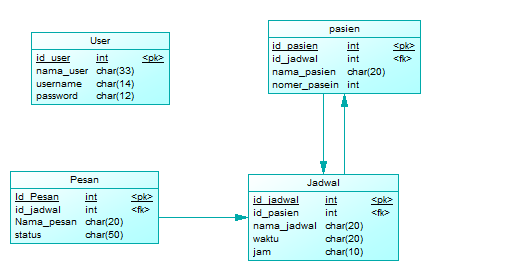 User
id_user int <pk>
nama_user char(33)
username char(14)
password char(12)
pasien
id_pasien int <pk>
id_jadwal int <fk>
nama_pasien char(20)
nomer_pasein int
Pesan
Id_Pesan int <pk>
id_jadwal int <fk>
Nama_pesan char(20)
status char(50)
Jadwal
id_jadwal int <pk>
id_pasien int <fk>
nama_jadwal char(20)
waktu char(20)
jam char(10)